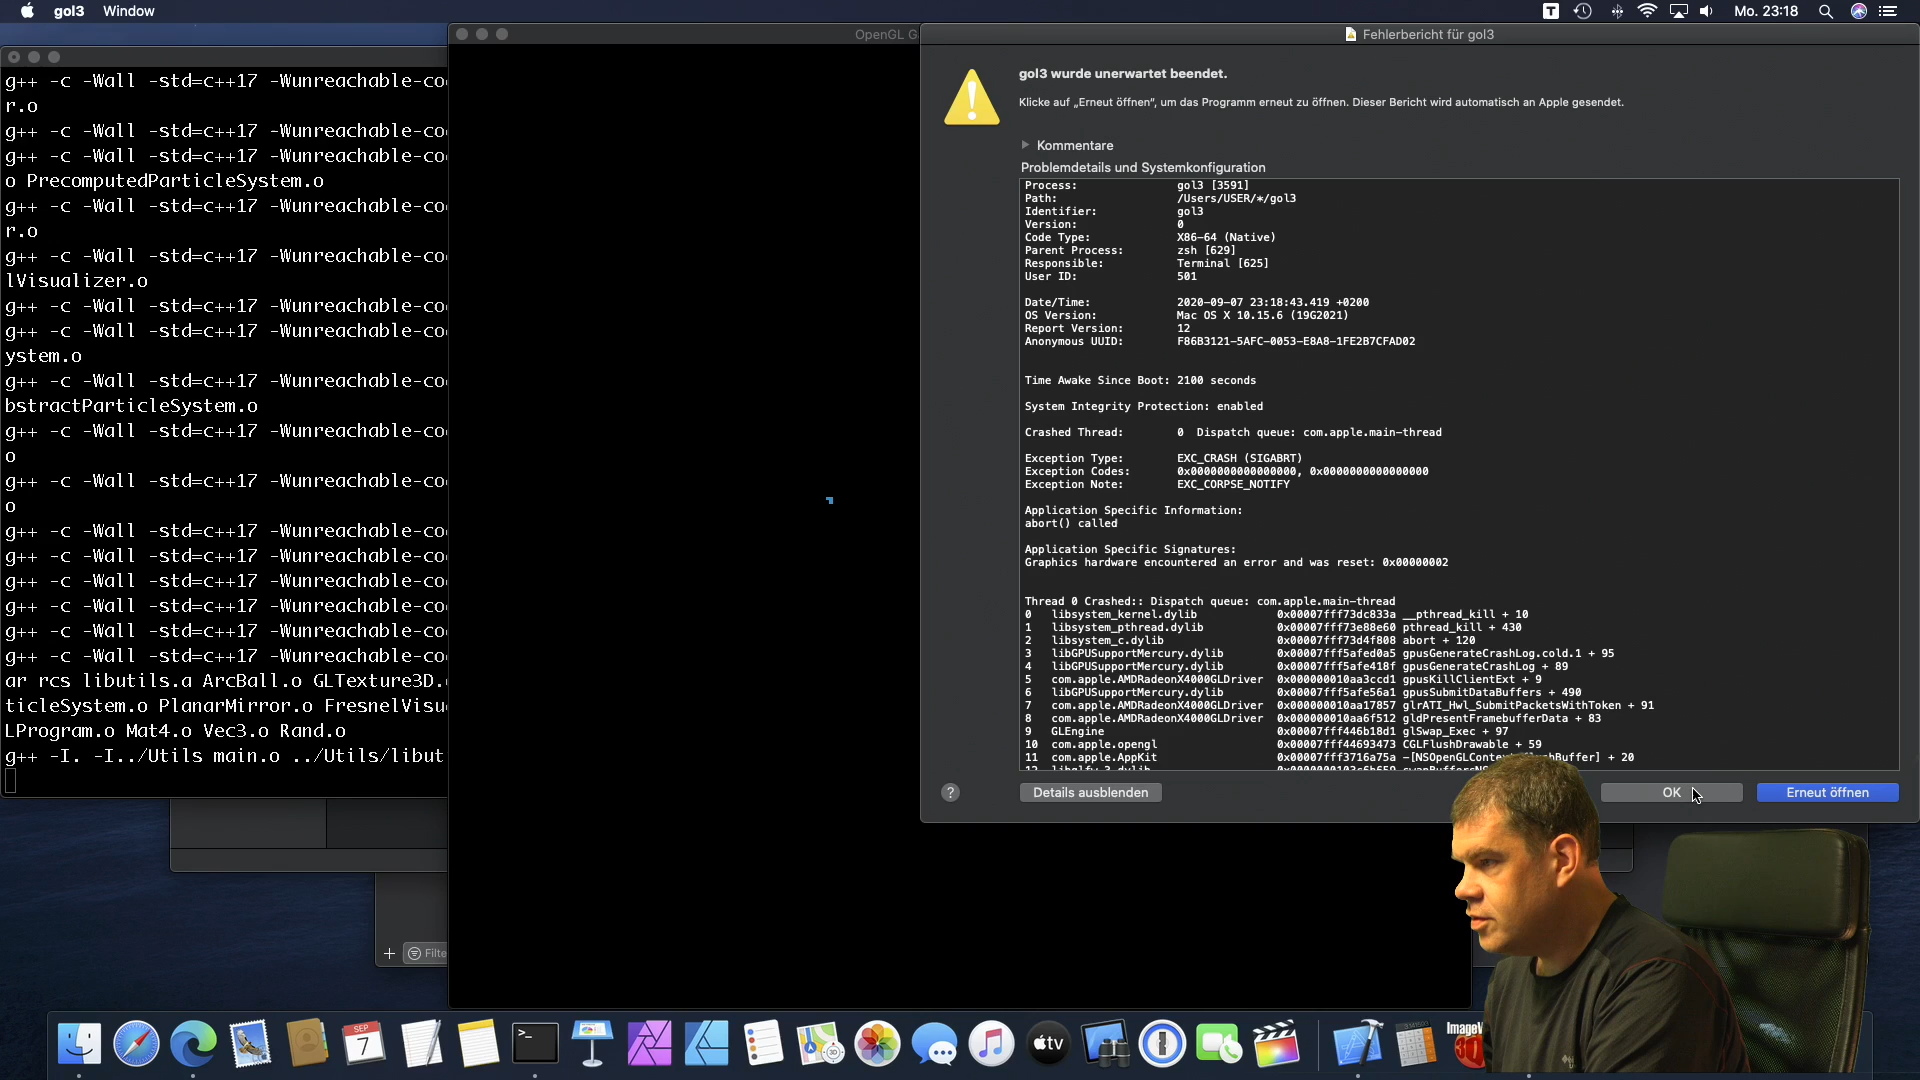 gol3 Window
Mo. 23:18
g++ -c -Wall -std=c++17 -Wunreachable-co
r.o
g++ -c -Wall -std=c++17 -Wunreachable-co
g++ -c -Wall -std=c++17 -Wunreachable-co
o PrecomputedParticleSystem.o
g++ -c -Wall -std=c++17 -Wunreachable-co
r.o
g++ -c -Wall -std=c++17 -Wunreachable-co
lVisualizer.o
g++ -c -Wall -std=c++17 -Wunreachable-co
g++ -c -Wall -std=c++17 -Wunreachable-co
ystem.o
g++ -c -Wall -std=c++17 -Wunreachable-co
bstractParticleSystem.o
g++ -c -Wall -std=c++17 -Wunreachable-co
o
g++ -c -Wall -std=c++17 -Wunreachable-co
o
g++ -c -Wall -std=c++17 -Wunreachable-co
g++ -c -Wall -std=c++17 -Wunreachable-co
g++ -c -Wall -std=c++17 -Wunreachable-co
g++ -c -Wall -std=c++17 -Wunreachable-co
g++ -c -Wall -std=c++17 -Wunreachable-co
g++ -c -Wall -std=c++17 -Wunreachable-co
ar rcs libutils.a ArcBall.o GLTexture3D.
ticleSystem.o PlanarMirror.o FresnelVisu
LProgram.o Mat4.o Vec3.o Rand.o
g++ -I. -I../Utils main.o ../Utils/libut
OpenGL G
Fehlerbericht für gol3
gol3 wurde unerwartet beendet.
Klicke auf „Erneut öffnen“, um das Programm erneut zu öffnen. Dieser Bericht wird automatisch an Apple gesendet.
Kommentare
Problemdetails und Systemkonfiguration
Process: gol3 [3591]
Path: /Users/USER/*/gol3
Identifier: gol3
Version: 0
Code Type: X86-64 (Native)
Parent Process: zsh [629]
Responsible: Terminal [625]
User ID: 501
Date/Time: 2020-09-07 23:18:43.419 +0200
OS Version: Mac OS X 10.15.6 (19G2021)
Report Version: 12
Anonymous UUID: F86B3121-5AFC-0053-E8A8-1FE2B7CFAD02
Time Awake Since Boot: 2100 seconds
System Integrity Protection: enabled
Crashed Thread: 0 Dispatch queue: com.apple.main-thread
Exception Type: EXC_CRASH (SIGABRT)
Exception Codes: 0x0000000000000000, 0x0000000000000000
Exception Note: EXC_CORPSE_NOTIFY
Application Specific Information:
abort() called
Application Specific Signatures:
Graphics hardware encountered an error and was reset: 0x00000002
Thread 0 Crashed:: Dispatch queue: com.apple.main-thread
0 libsystem_kernel.dylib 0x00007fff73dc833a __pthread_kill + 10
1 libsystem_pthread.dylib 0x00007fff73e88e60 pthread_kill + 430
2 libsystem_c.dylib 0x00007fff73d4f808 abort + 120
3 libGPUSupportMercury.dylib 0x00007fff5afed0a5 gpusGenerateCrashLog.cold.1 + 95
4 libGPUSupportMercury.dylib 0x00007fff5afe418f gpusGenerateCrashLog + 89
5 com.apple.AMDRadeonX4000GLDriver 0x000000010aa3ccd1 gpusKillClientExt + 9
6 libGPUSupportMercury.dylib 0x00007fff5afe56a1 gpusSubmitDataBuffers + 490
7 com.apple.AMDRadeonX4000GLDriver 0x000000010aa17857 glrATI_Hwl_SubmitPacketsWithToken + 91
8 com.apple.AMDRadeonX4000GLDriver 0x000000010aa6f512 gldPresentFramebufferData + 83
9 GLEngine 0x00007fff446b18d1 glSwap_Exec + 97
10 com.apple.opengl 0x00007fff44693473 CGLFlushDrawable + 59
11 com.apple.AppKit 0x00007fff3716a75a -[NSOpenGLContext flushBuffer] + 20
? Details ausblenden OK Erneut öffnen
Filte
SEP
7
3D
tv
ImageW